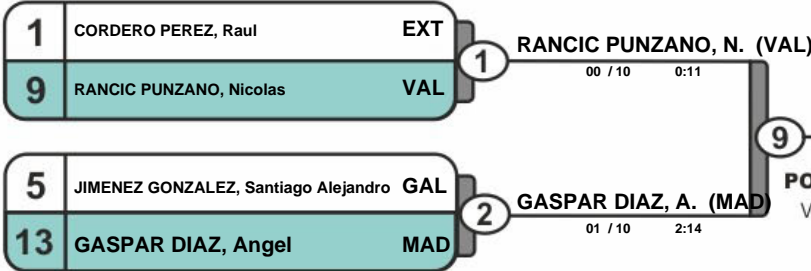 1 CORDERO PEREZ, Raul EXT
9 RANCIC PUNZANO, Nicolas VAL
1
RANCIC PUNZANO, N. (VAL)
00 / 10 0:11
9
5 JIMENEZ GONZALEZ, Santiago Alejandro GAL
13 GASPAR DIAZ, Angel MAD
2
GASPAR DIAZ, A. (MAD)
01 / 10 2:14
PO
V